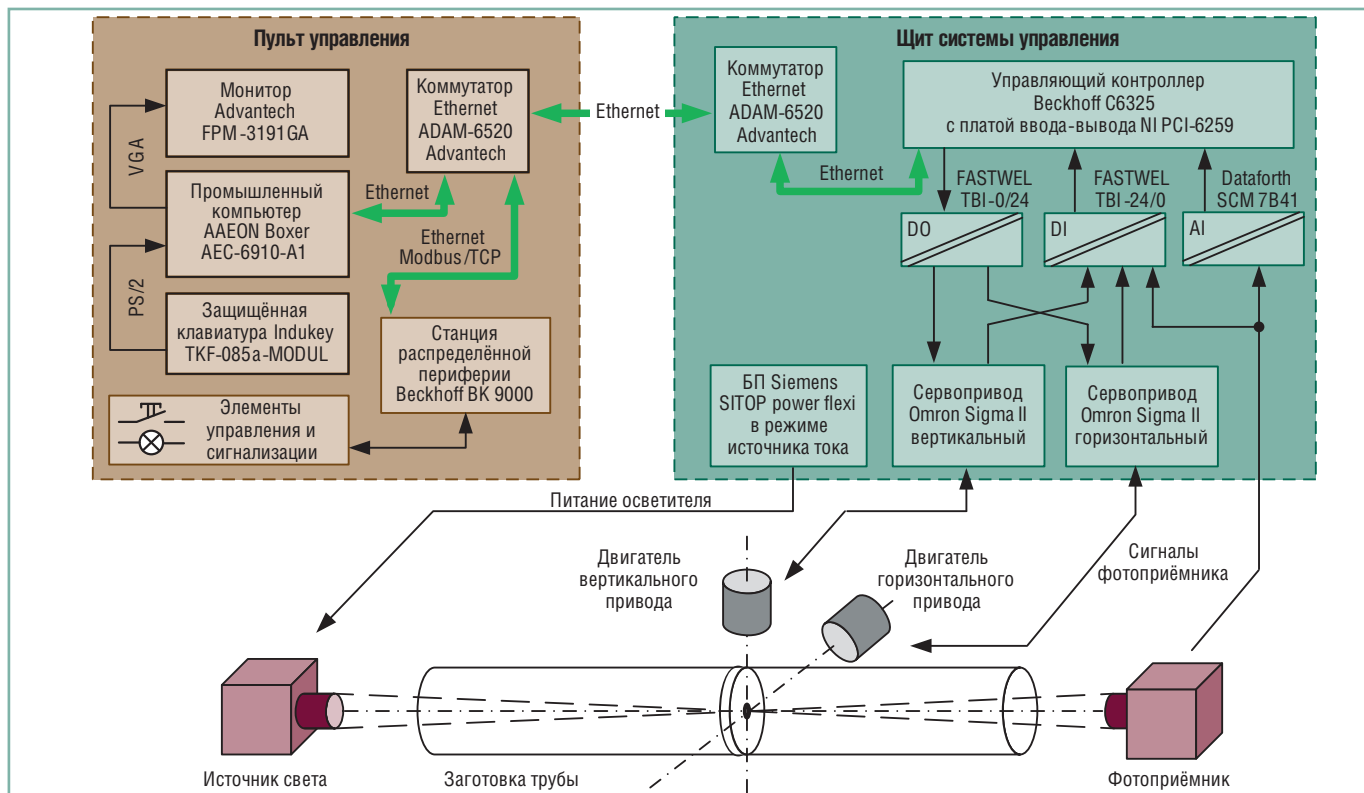 Пульт управления
Монитор
Advantech
FPM-3191GA
VGA
Промышленный
компьютер
AAEON Boxer
AEC-6910-A1
PS/2
Защищённая
клавиатура Indukey
TKF-085a-MODUL
Элементы
управления и
сигнализации
Коммутатор
Ethernet
ADAM-6520
Advantech
Ethernet
Ethernet
Modbus/TCP
Станция
распределённой
периферии
Beckhoff BK 9000
Ethernet
Щит системы управления
Коммутатор
Ethernet
ADAM-6520
Advantech
Ethernet
Управляющий контроллер
Beckhoff C6325
с платой ввода-вывода NI PCI-6259
FASTWEL
TBI-0/24
DO
FASTWEL
TBI-24/0
DI
Dataforth
SCM 7B41
AI
БП Siemens
SITOP power flexi
в режиме
источника тока
Сервопривод
Omron Sigma II
вертикальный
Сервопривод
Omron Sigma II
горизонтальный
Питание осветителя
Двигатель
вертикального
привода
Двигатель
горизонтального
привода
Сигналы
фотоприёмника
Источник света
Заготовка трубы
Фотоприёмник